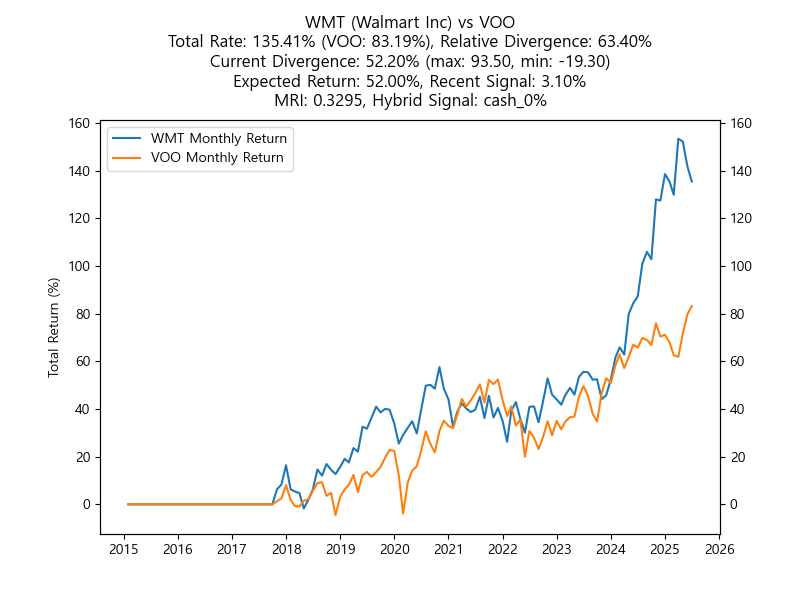 WMT (Walmart Inc) vs VOO
Total Rate: 135.41% (VOO: 83.19%), Relative Divergence: 63.40%
Current Divergence: 52.20% (max: 93.50, min: -19.30)
Expected Return: 52.00%, Recent Signal: 3.10%
MRI: 0.3295, Hybrid Signal: cash_0%
WMT Monthly Return
VOO Monthly Return
Total Return (%)
160
140
120
100
80
60
40
20
0
160
140
120
100
80
60
40
20
0
2015 2016 2017 2018 2019 2020 2021 2022 2023 2024 2025 2026